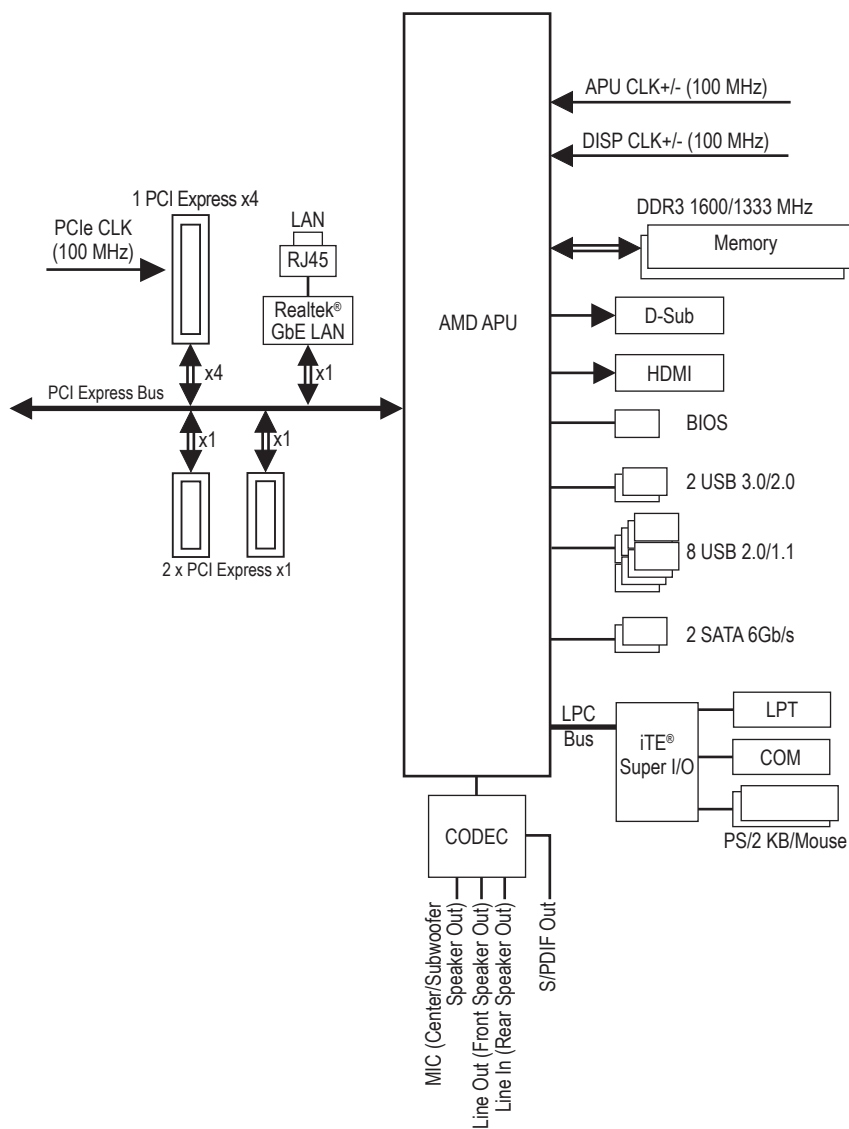 APU CLK+/- (100 MHz)
DISP CLK+/- (100 MHz)
1 PCI Express x4
PCIe CLK
(100 MHz)
LAN
RJ45
Realtek®
GbE LAN
DDR3 1600/1333 MHz
Memory
AMD APU
D-Sub
HDMI
x4
x1
PCI Express Bus
BIOS
x1
x1
2 USB 3.0/2.0
8 USB 2.0/1.1
2 x PCI Express x1
2 SATA 6Gb/s
LPC
Bus
iTE®
Super I/O
LPT
COM
PS/2 KB/Mouse
CODEC
MIC (Center/Subwoofer
Speaker Out)
Line Out (Front Speaker Out)
Line In (Rear Speaker Out)
S/PDIF Out